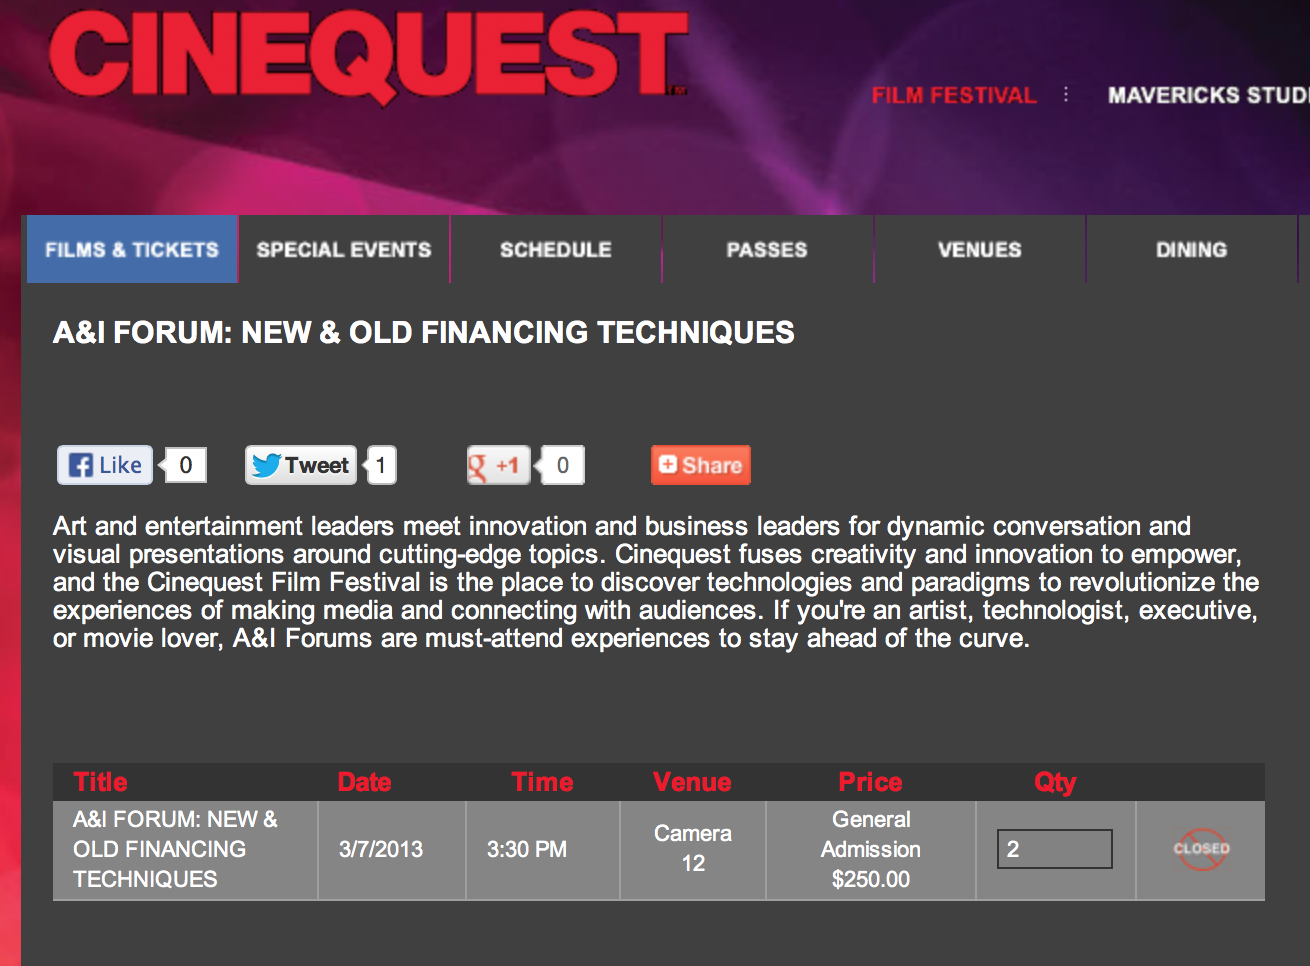 CINEQUEST
FILM FESTIVAL
MAVERICKS
FILMS & TICKETS
SPECIAL EVENTS
SCHEDULE
PASSES
VENUES
DINING
A&I FORUM: NEW & OLD FINANCING TECHNIQUES
Like 0
Tweet 1
+1 0
Share
Art and entertainment leaders meet innovation and business leaders for dynamic conversation and
visual presentations around cutting-edge topics. Cinequest fuses creativity and innovation to empower,
and the Cinequest Film Festival is the place to discover technologies and paradigms to revolutionize the
experiences of making media and connecting with audiences. If you're an artist, technologist, executive,
or movie lover, A&I Forums are must-attend experiences to stay ahead of the curve.
Title Date Time Venue Price Qty
A&I FORUM: NEW &
OLD FINANCING
TECHNIQUES
3/7/2013
3:30 PM
Camera
12
General
Admission
$250.00
2
CLOSED